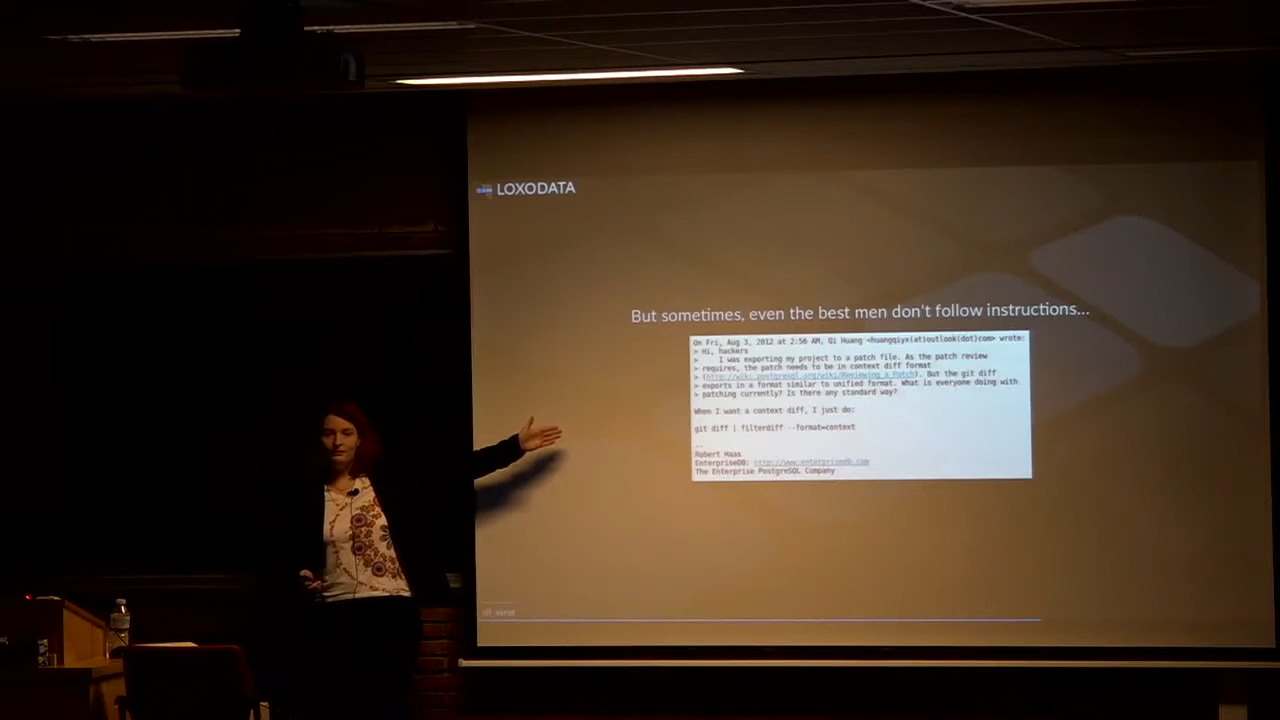 LOXODATA
But sometimes, even the best men don't follow instructions...
On Fri, Aug 3, 2012 at 2:56 AM, Qi Huang <huangqiyx(at)outlook(dot)com> wrote:
> Hi, hackers
>     I was exporting my project to a patch file. As the patch review
> requires, the patch needs to be in context diff format
> (http://wiki.postgresql.org/wiki/Reviewing_a_Patch). But the git diff
> exports in a format similar to unified format. What is everyone doing with
> patching currently? Is there any standard way?
When I want a context diff, I just do:
git diff | filterdiff --format=context
--
Robert Haas
EnterpriseDB: http://www.enterprisedb.com
The Enterprise PostgreSQL Company